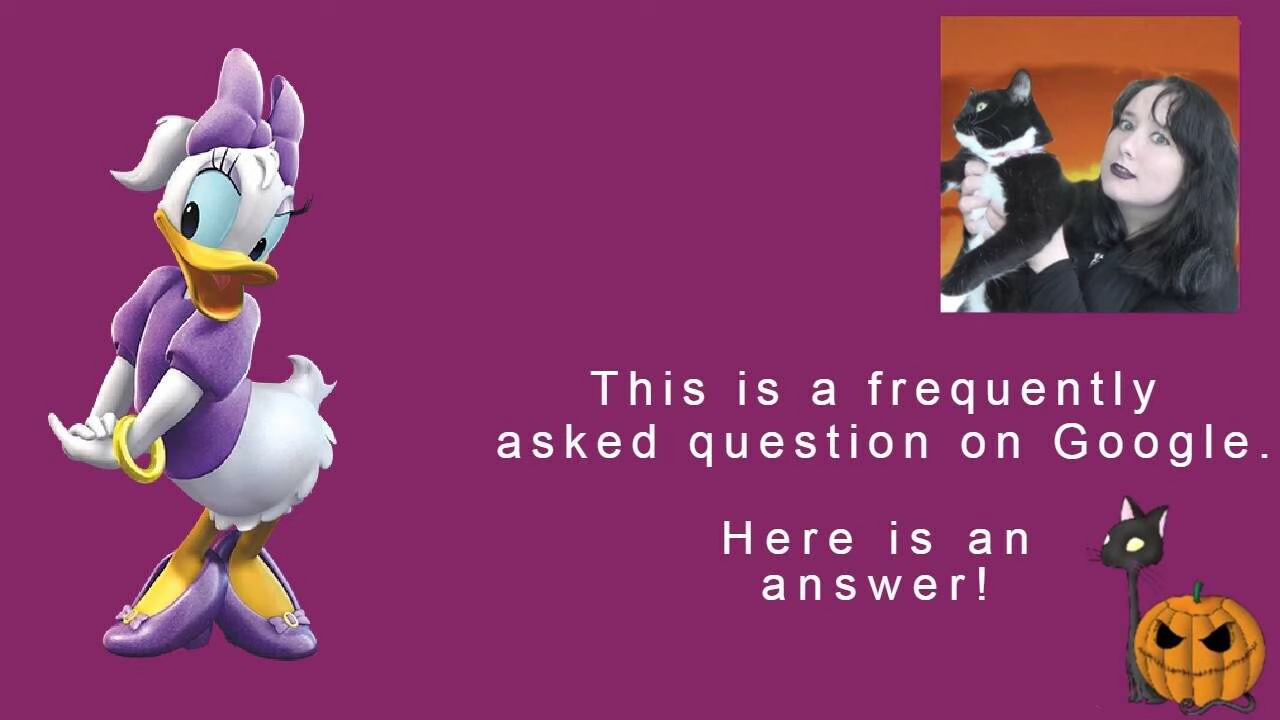 This is a frequently
asked question on Google.
Here is an
answer!